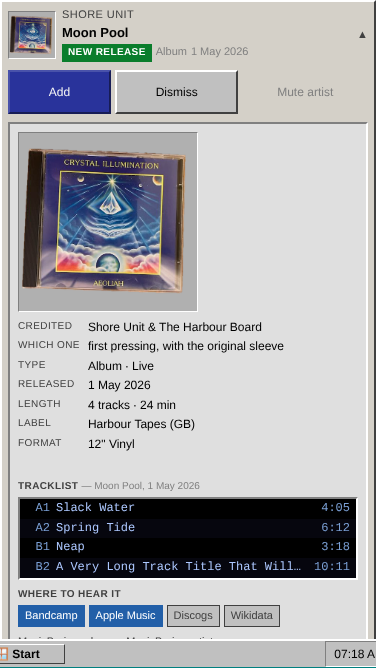 SHORE UNIT
Moon Pool
NEW RELEASE Album 1 May 2026
▲
Add Dismiss Mute artist
CRYSTAL ILLUMINATION
AEOLIAH
CREDITED Shore Unit & The Harbour Board
WHICH ONE first pressing, with the original sleeve
TYPE Album · Live
RELEASED 1 May 2026
LENGTH 4 tracks · 24 min
LABEL Harbour Tapes (GB)
FORMAT 12" Vinyl
TRACKLIST — Moon Pool, 1 May 2026
A1 Slack Water 4:05
A2 Spring Tide 6:12
B1 Neap 3:18
B2 A Very Long Track Title That Will… 10:11
WHERE TO HEAR IT
Bandcamp Apple Music Discogs Wikidata
Start 07:18 A